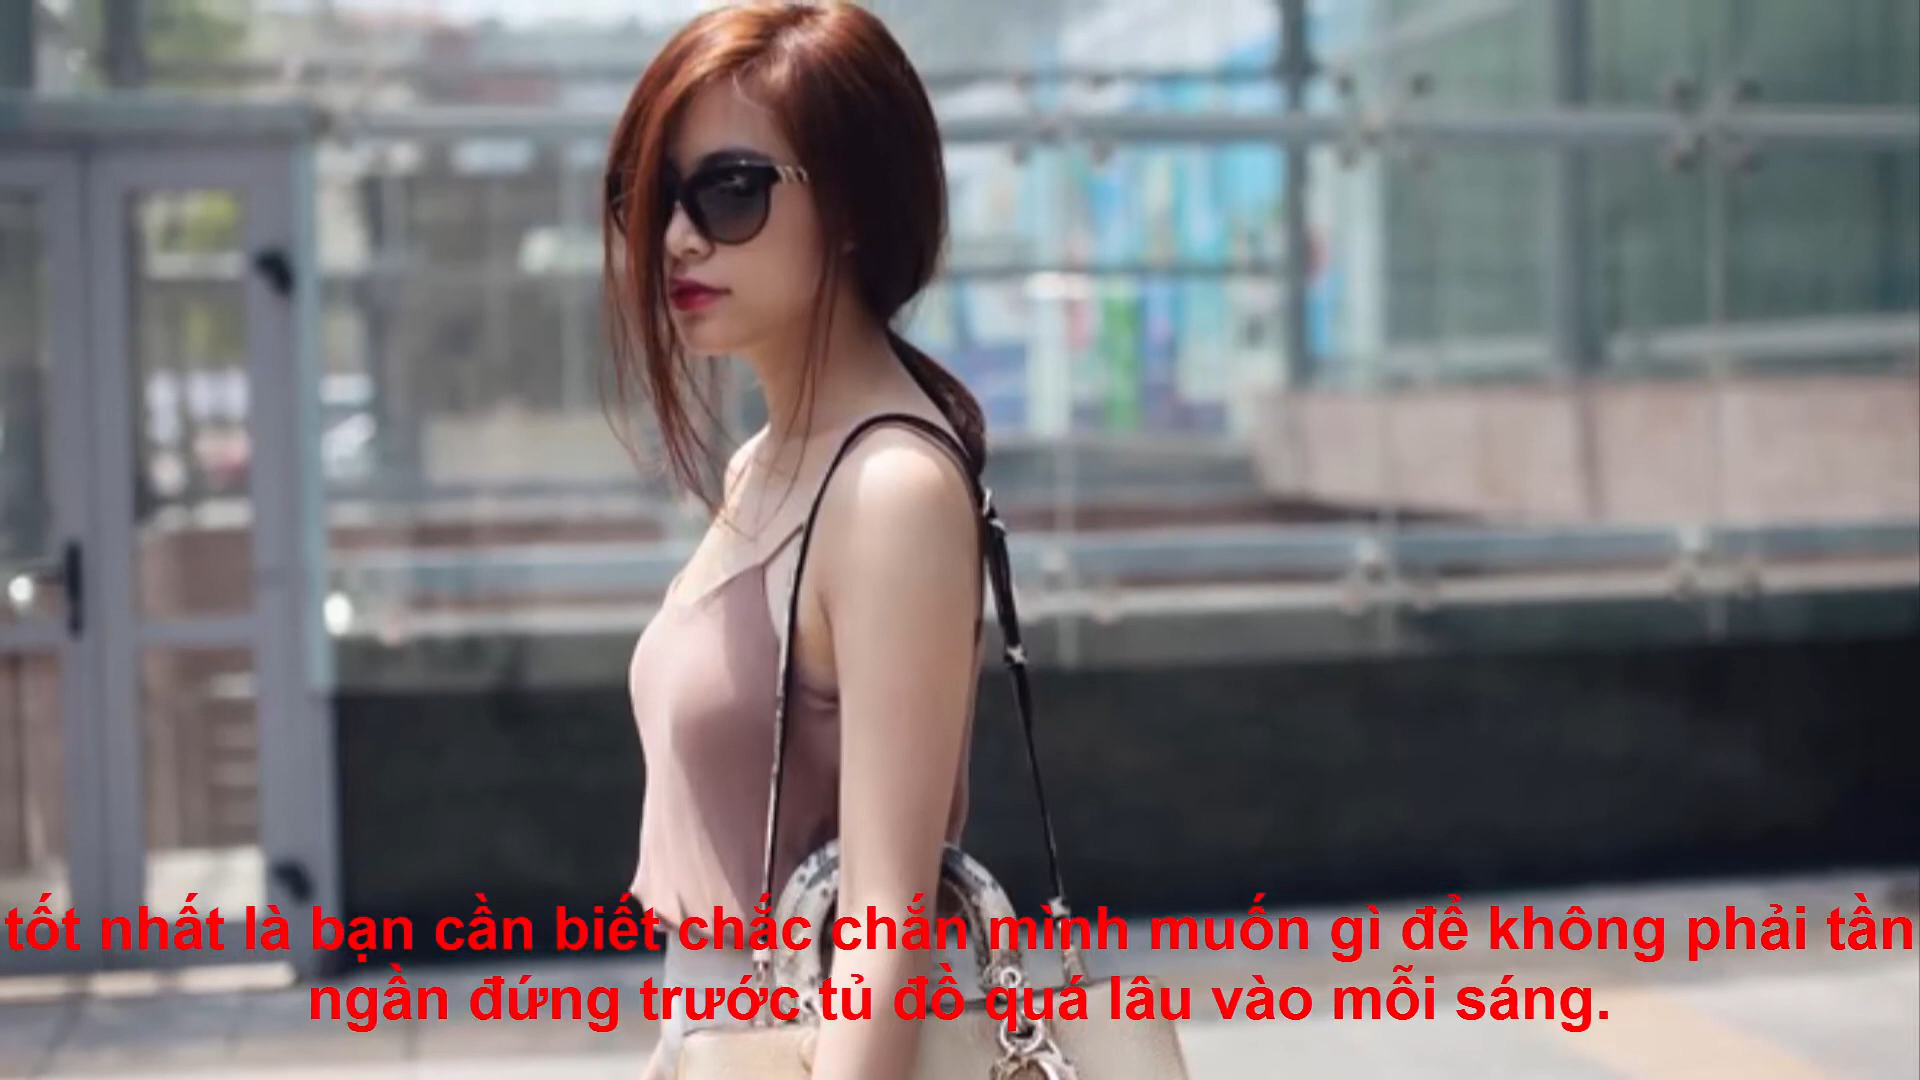 tốt nhất là bạn cần biết chắc chắn mình muốn gì để không phải tần
ngần đứng trước tủ đồ quá lâu vào mỗi sáng.